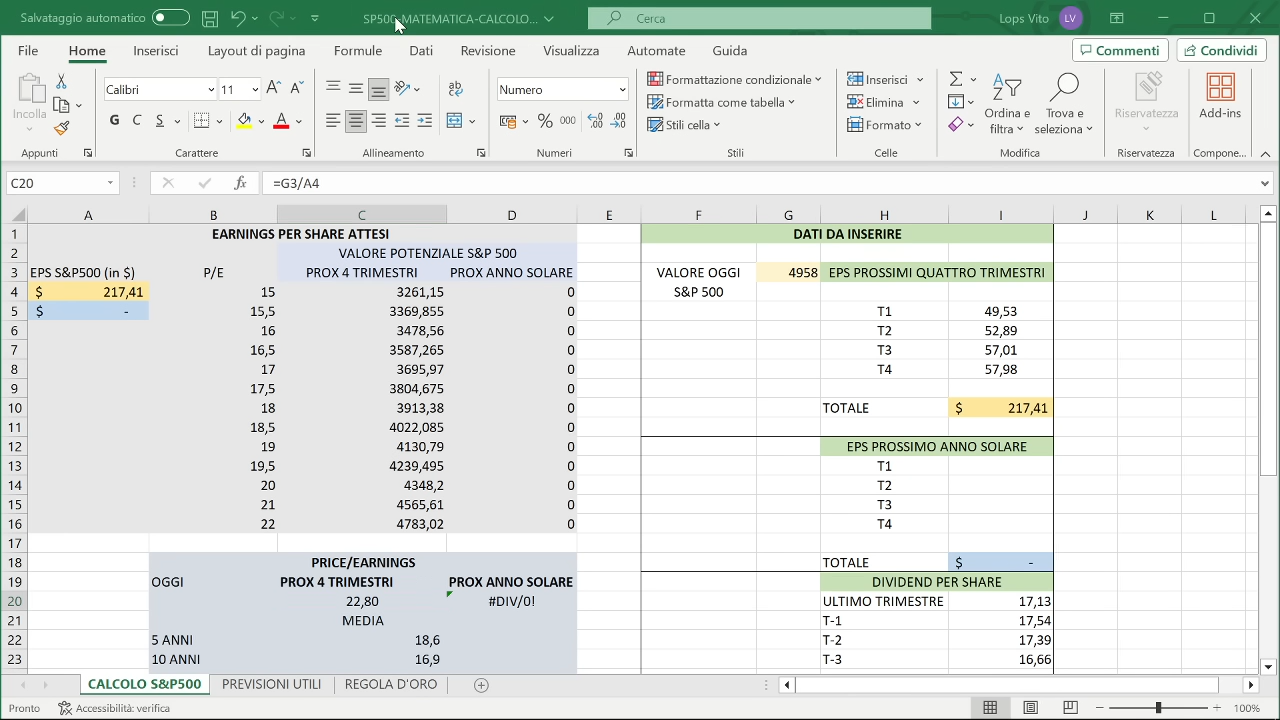 Salvataggio automatico SP500-MATEMATICA-CALCOLO... Cerca Lops Vito LV
File Home Inserisci Layout di pagina Formule Dati Revisione Visualizza Automate Guida Commenti Condividi
Incolla Calibri 11 Numero Formattazione condizionale Inserisci Ordina e filtra Trova e seleziona Riservatezza Add-ins
G C S ab % 000 Formatta come tabella Elimina
Stili cella Formato
Appunti Carattere Allineamento Numeri Stili Celle Modifica Riservatezza Compone...
C20 fx =G3/A4
A B C D E F G H I J K L
1 EARNINGS PER SHARE ATTESI DATI DA INSERIRE
2 VALORE POTENZIALE S&P 500
3 EPS S&P500 (in $) P/E PROX 4 TRIMESTRI PROX ANNO SOLARE VALORE OGGI 4958 EPS PROSSIMI QUATTRO TRIMESTRI
4 $ 217,41 15 3261,15 0 S&P 500
5 $ - 15,5 3369,855 0 T1 49,53
6 16 3478,56 0 T2 52,89
7 16,5 3587,265 0 T3 57,01
8 17 3695,97 0 T4 57,98
9 17,5 3804,675 0
10 18 3913,38 0 TOTALE $ 217,41
11 18,5 4022,085 0
12 19 4130,79 0 EPS PROSSIMO ANNO SOLARE
13 19,5 4239,495 0 T1
14 20 4348,2 0 T2
15 21 4565,61 0 T3
16 22 4783,02 0 T4
17
18 PRICE/EARNINGS TOTALE $ -
19 OGGI PROX 4 TRIMESTRI PROX ANNO SOLARE DIVIDEND PER SHARE
20 22,80 #DIV/0! ULTIMO TRIMESTRE 17,13
21 MEDIA T-1 17,54
22 5 ANNI 18,6 T-2 17,39
23 10 ANNI 16,9 T-3 16,66
CALCOLO S&P500 PREVISIONI UTILI REGOLA D'ORO
Pronto Accessibilità: verifica 100%